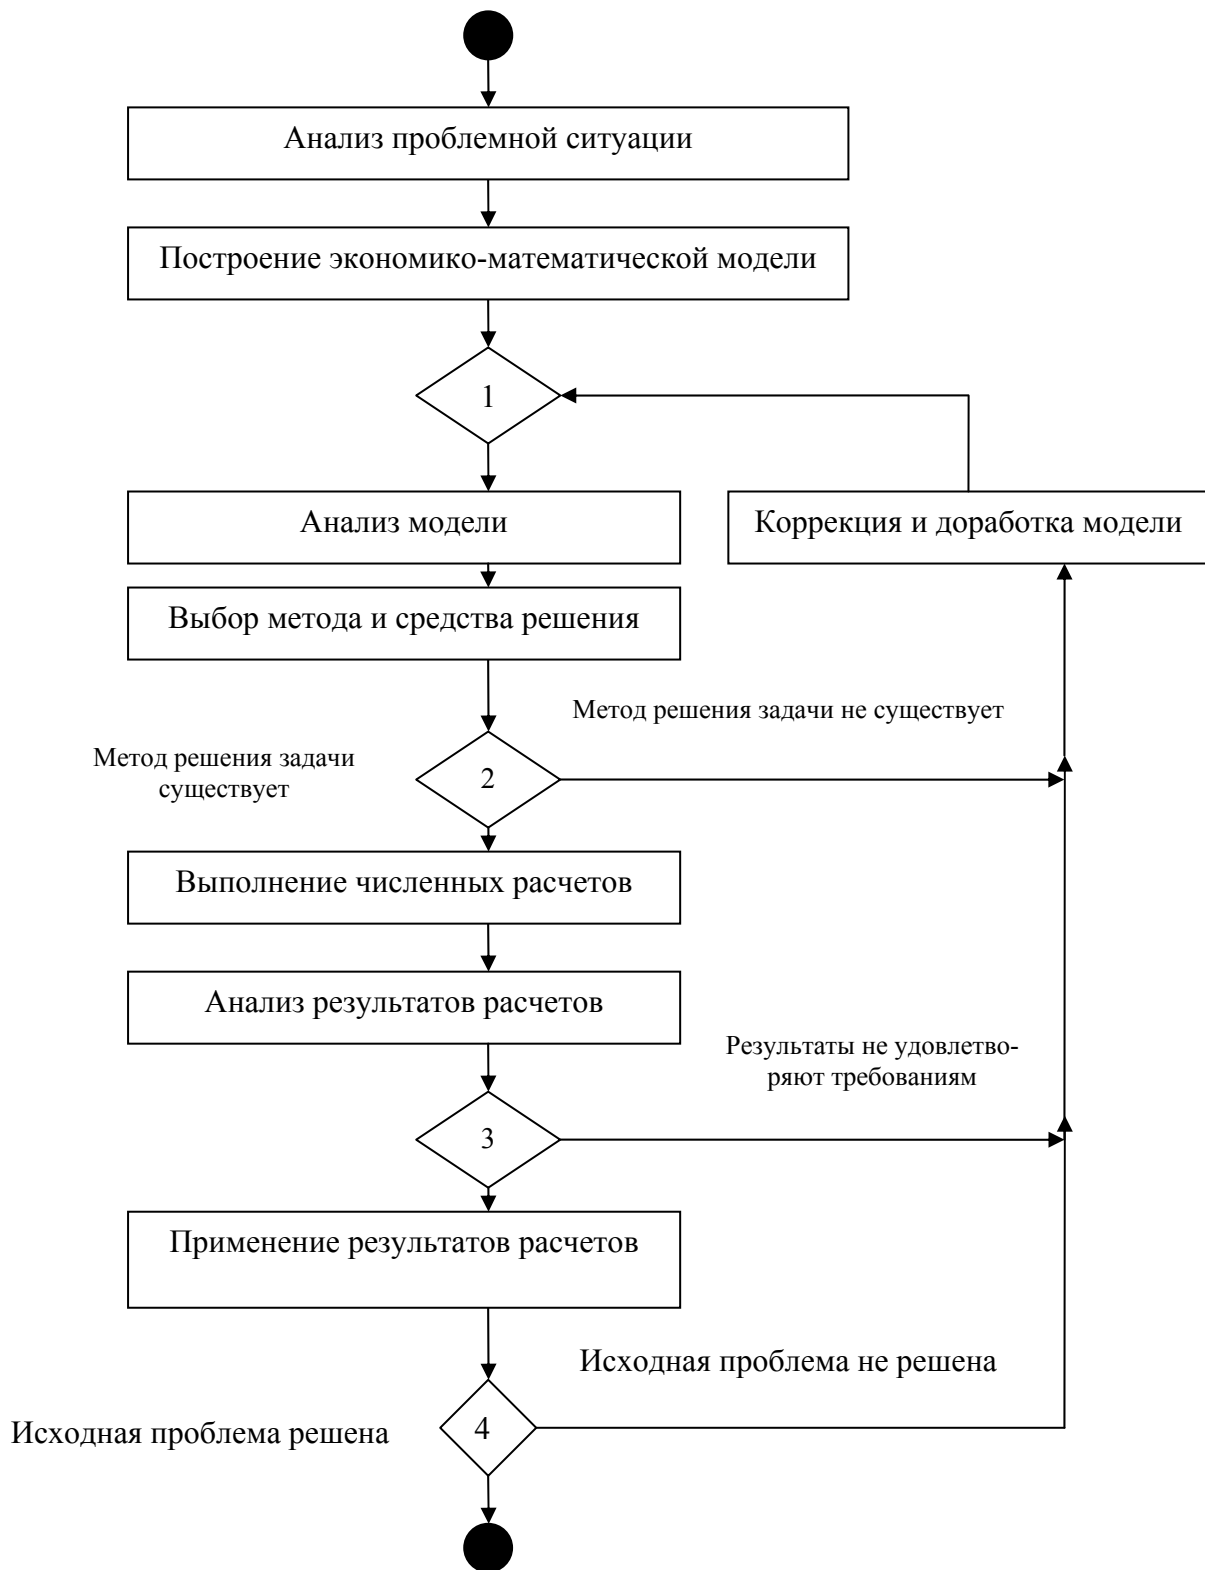 Анализ проблемной ситуации
Построение экономико-математической модели
1
Анализ модели
Коррекция и доработка модели
Выбор метода и средства решения
Метод решения задачи не существует
Метод решения задачи
существует
2
Выполнение численных расчетов
Анализ результатов расчетов
Результаты не удовлетво-
ряют требованиям
3
Применение результатов расчетов
Исходная проблема не решена
Исходная проблема решена
4